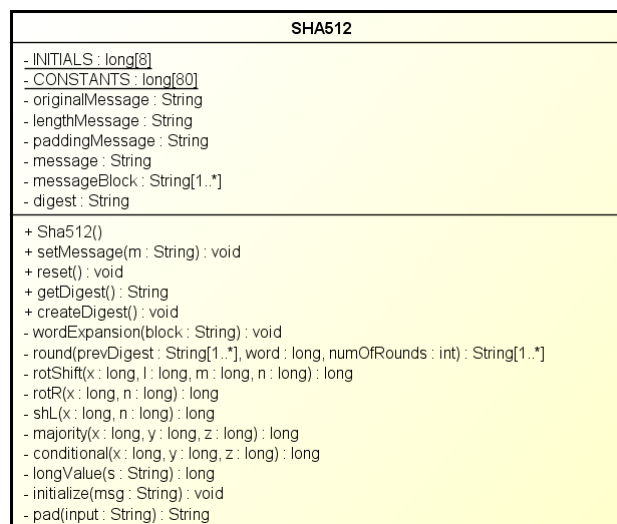 SHA512
- INITIALS : long[8]
- CONSTANTS : long[80]
- originalMessage : String
- lengthMessage : String
- paddingMessage : String
- message : String
- messageBlock : String[1..*]
- digest : String
+ Sha512()
+ setMessage(m : String) : void
+ reset() : void
+ getDigest() : String
+ createDigest() : void
- wordExpansion(block : String) : void
- round(prevDigest : String[1..*], word : long, numOfRounds : int) : String[1..*]
- rotShift(x : long, l : long, m : long, n : long) : long
- rotR(x : long, n : long) : long
- shL(x : long, n : long) : long
- majority(x : long, y : long, z : long) : long
- conditional(x : long, y : long, z : long) : long
- longValue(s : String) : long
- initialize(msg : String) : void
- pad(input : String) : String